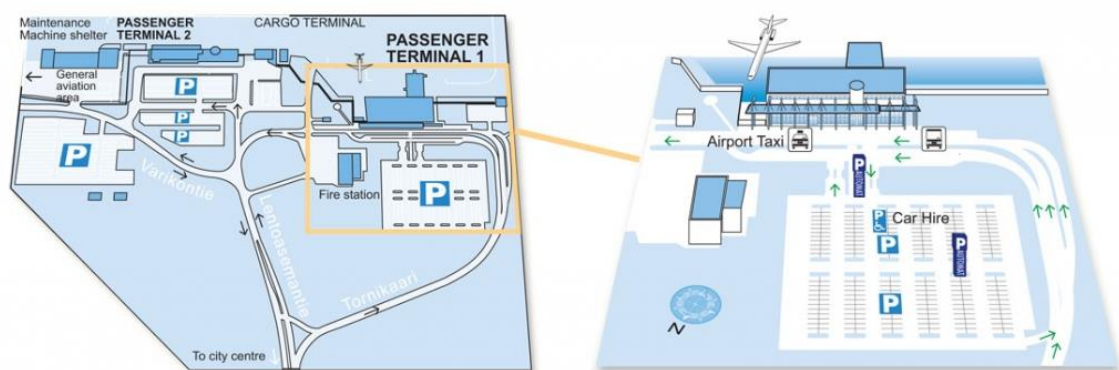 Maintenance
Machine shelter
PASSENGER
TERMINAL 2
CARGO TERMINAL
PASSENGER
TERMINAL 1
General
aviation
area
P
P
P
P
Varikontie
Fire station
P
Lentoasemantie
Tornikaari
To city centre
Airport Taxi
P AUTOMAT
Car Hire
P
P
P AUTOMAT
P
N